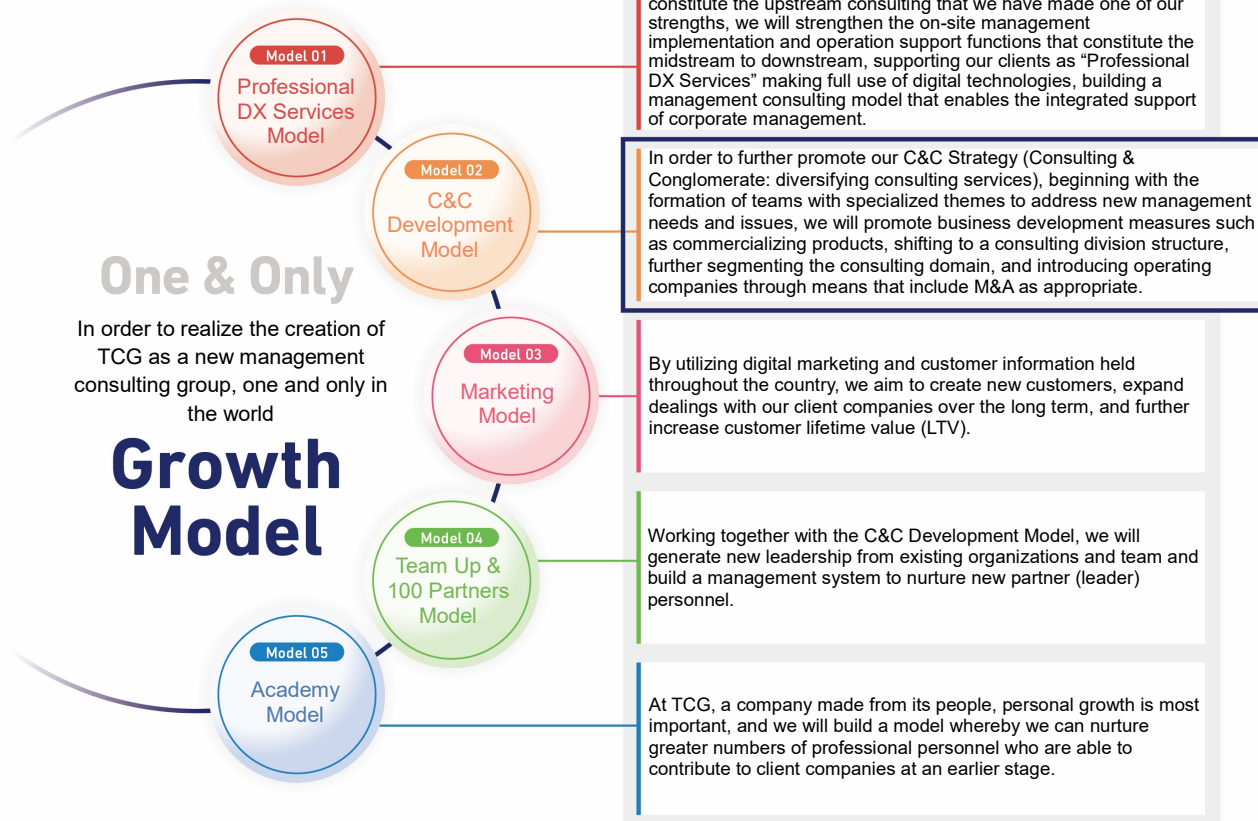 constitute the upstream consulting that we have made one of our
strengths, we will strengthen the on-site management
implementation and operation support functions that constitute the
midstream to downstream, supporting our clients as “Professional
DX Services” making full use of digital technologies, building a
management consulting model that enables the integrated support
of corporate management.
Model 01
Professional
DX Services
Model
Model 02
C&C
Development
Model
In order to further promote our C&C Strategy (Consulting &
Conglomerate: diversifying consulting services), beginning with the
formation of teams with specialized themes to address new management
needs and issues, we will promote business development measures such
as commercializing products, shifting to a consulting division structure,
further segmenting the consulting domain, and introducing operating
companies through means that include M&A as appropriate.
One & Only
In order to realize the creation of
TCG as a new management
consulting group, one and only in
the world
Growth
Model
Model 03
Marketing
Model
By utilizing digital marketing and customer information held
throughout the country, we aim to create new customers, expand
dealings with our client companies over the long term, and further
increase customer lifetime value (LTV).
Model 04
Team Up &
100 Partners
Model
Working together with the C&C Development Model, we will
generate new leadership from existing organizations and team and
build a management system to nurture new partner (leader)
personnel.
Model 05
Academy
Model
At TCG, a company made from its people, personal growth is most
important, and we will build a model whereby we can nurture
greater numbers of professional personnel who are able to
contribute to client companies at an earlier stage.